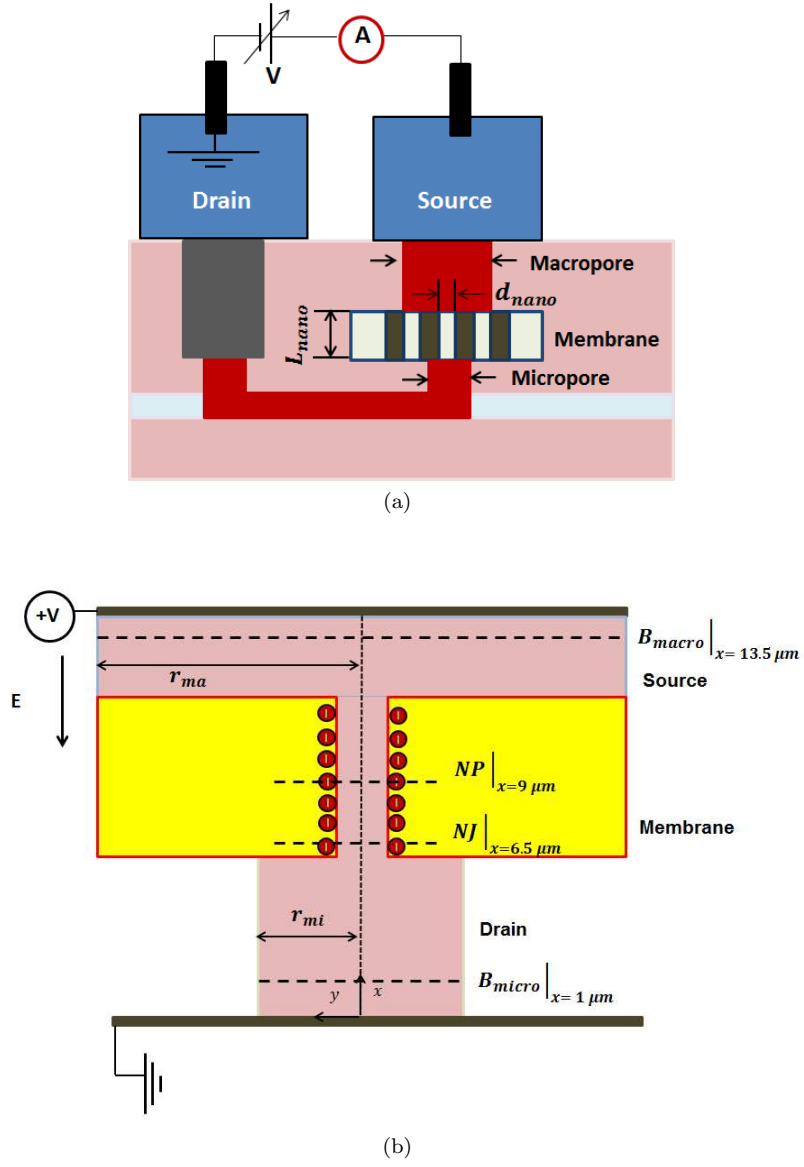 A
V
Drain
Source
Macropore
d_nano
L_nano
Membrane
Micropore
(a)
+V
B_macro|x= 13.5 μm
r_ma
Source
E
NP|x=9 μm
NJ|x=6.5 μm
Membrane
r_mi
Drain
B_micro|x= 1 μm
y
x
(b)